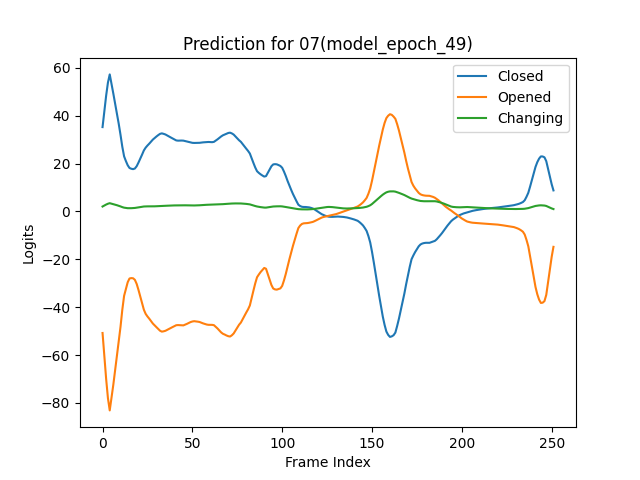 Prediction for 07(model_epoch_49)
Closed
Opened
Changing
60
40
20
0
−20
−40
−60
−80
Logits
0 50 100 150 200 250
Frame Index